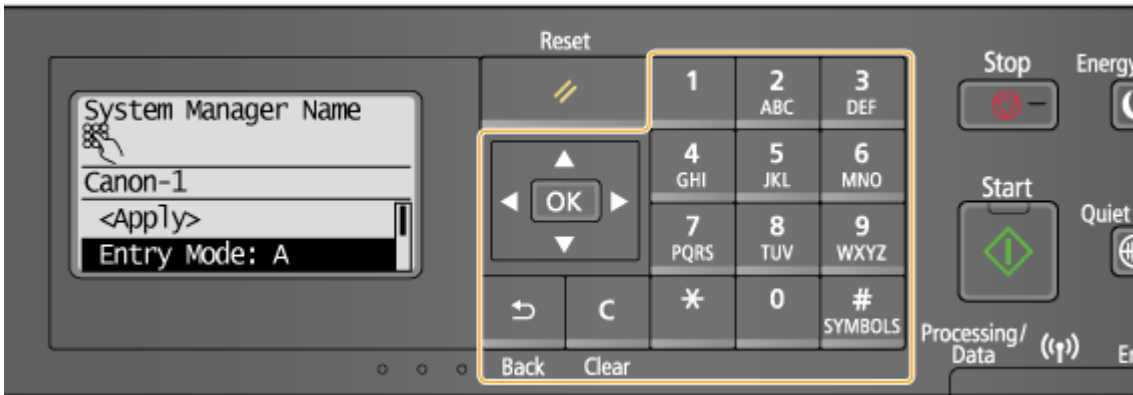 System Manager Name
Canon-1
<Apply>
Entry Mode: A
Reset
1
2
ABC
3
DEF
4
GHI
5
JKL
6
MNO
OK
7
PQRS
8
TUV
9
WXYZ
C
*
0
#
SYMBOLS
Back
Clear
Stop
Energy
Start
Quiet
Processing/
Data